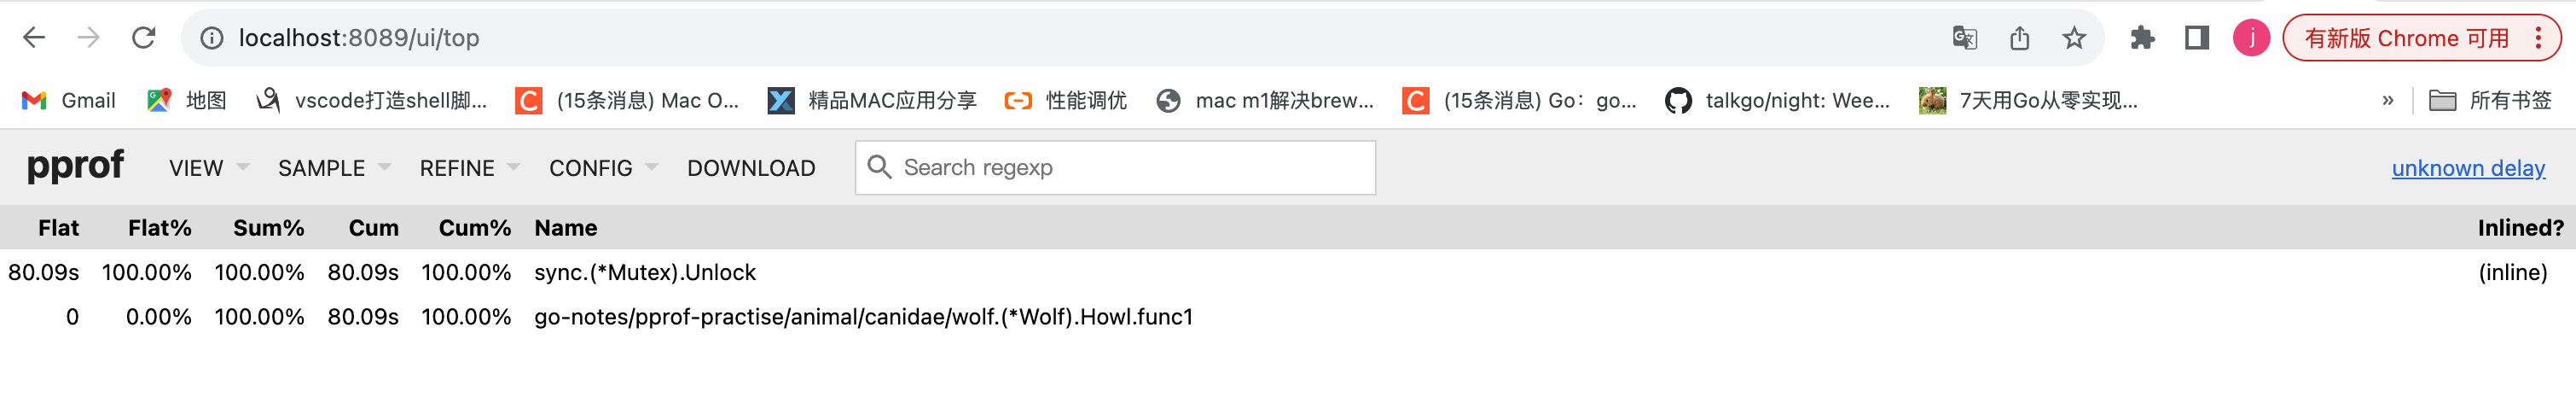 localhost:8089/ui/top
有新版 Chrome 可用
Gmail 地图 vscode打造shell脚... (15条消息) Mac O... 精品MAC应用分享 性能调优 mac m1解决brew... (15条消息) Go：go... talkgo/night: Wee... 7天用Go从零实现... » 所有书签
pprof VIEW SAMPLE REFINE CONFIG DOWNLOAD Search regexp unknown delay
Flat Flat% Sum% Cum Cum% Name Inlined?
80.09s 100.00% 100.00% 80.09s 100.00% sync.(*Mutex).Unlock (inline)
0 0.00% 100.00% 80.09s 100.00% go-notes/pprof-practise/animal/canidae/wolf.(*Wolf).Howl.func1